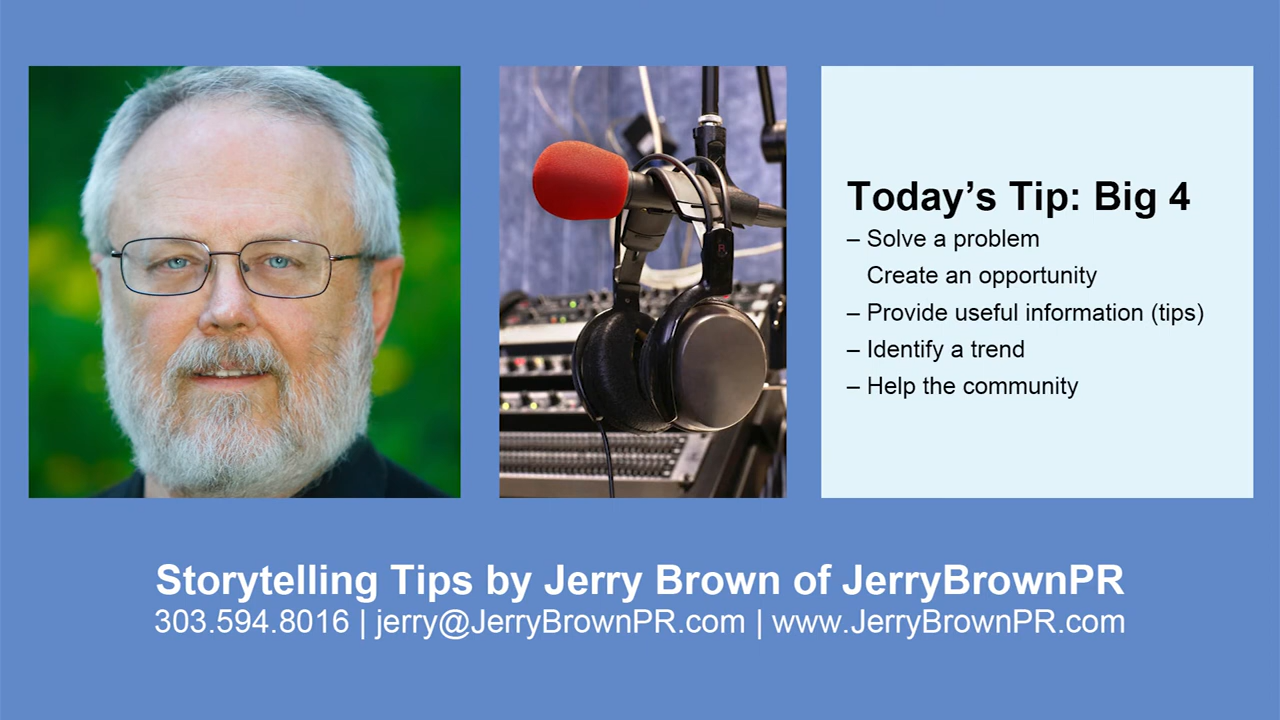 Today’s Tip: Big 4
– Solve a problem
Create an opportunity
– Provide useful information (tips)
– Identify a trend
– Help the community
Storytelling Tips by Jerry Brown of JerryBrownPR
303.594.8016 | jerry@JerryBrownPR.com | www.JerryBrownPR.com